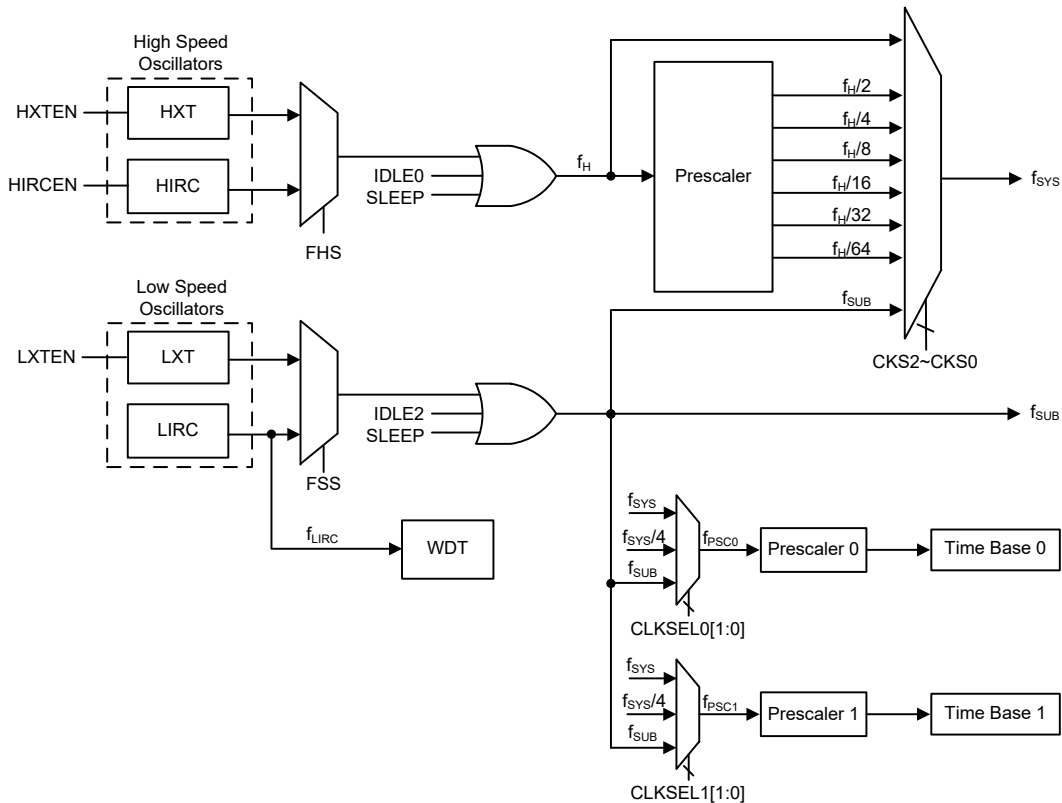 High Speed
Oscillators
HXTEN
HXT
HIRCEN
HIRC
FHS
IDLE0
SLEEP
fH
Prescaler
fH/2
fH/4
fH/8
fH/16
fH/32
fH/64
fSUB
CKS2~CKS0
fSYS
Low Speed
Oscillators
LXTEN
LXT
LIRC
FSS
IDLE2
SLEEP
fSUB
fLIRC
WDT
fSYS
fSYS/4
fSUB
CLKSEL0[1:0]
fPSC0
Prescaler 0
Time Base 0
fSYS
fSYS/4
fSUB
CLKSEL1[1:0]
fPSC1
Prescaler 1
Time Base 1